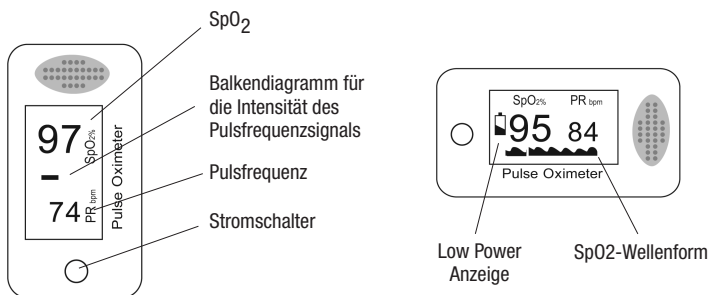 SpO2
Balkendiagramm für
die Intensität des
Pulsfrequenzsignals
Pulsfrequenz
Stromschalter
97
SpO2%
74
PR bpm
Pulse Oximeter
SpO2%
PR bpm
95
84
Pulse Oximeter
Low Power
Anzeige
Sp02-Wellenform